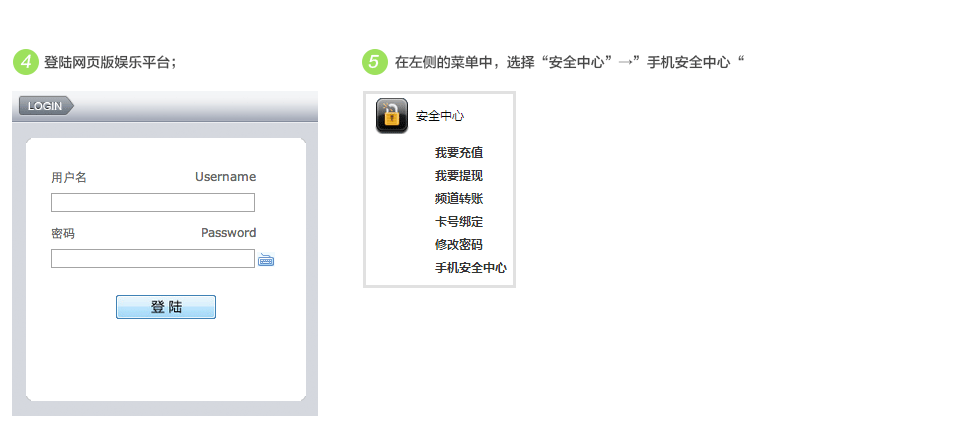 4 登陆网页版娱乐平台；
5 在左侧的菜单中，选择“安全中心”→”手机安全中心“
LOGIN
用户名 Username
密码 Password
登 陆
安全中心
我要充值
我要提现
频道转账
卡号绑定
修改密码
手机安全中心